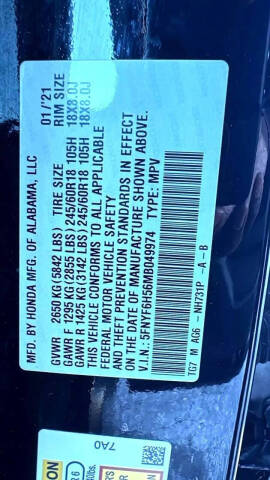 MFD. BY HONDA MFG. OF ALABAMA, LLC 01/'21
GVWR 2650 KG (5842 LBS) TIRE SIZE RIM SIZE
GAWR F 1295 KG (2855 LBS) 245/60R18 105H 18X8.0J
GAWR R 1425 KG (3142 LBS) 245/60R18 105H 18X8.0J
THIS VEHICLE CONFORMS TO ALL APPLICABLE
FEDERAL MOTOR VEHICLE SAFETY AND THEFT
PREVENTION STANDARDS IN EFFECT
ON THE DATE OF MANUFACTURE SHOWN ABOVE.
V.I.N.: 5FNYF6H56MB049974 TYPE: MPV
TG7 M AC6 -NH731P -A -B
7A0